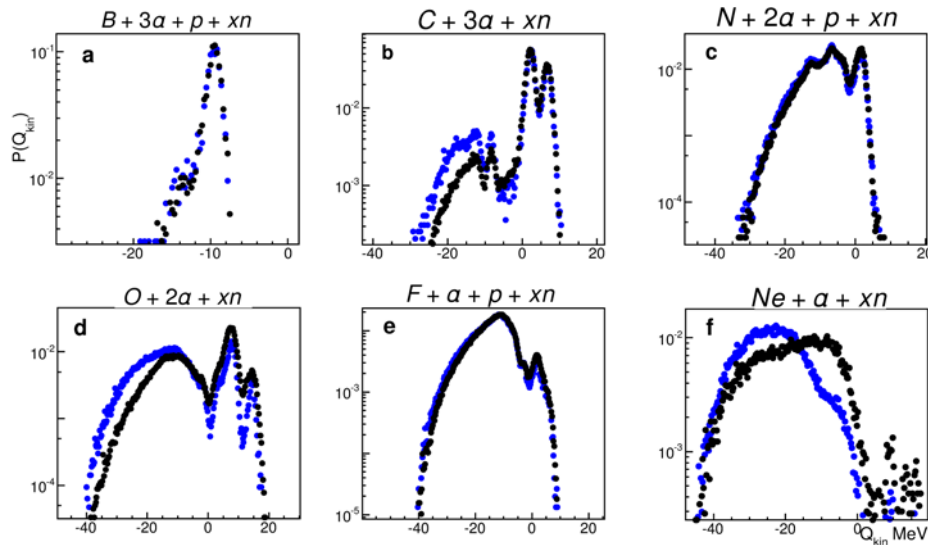 B + 3α + p + xn C + 3α + xn N + 2α + p + xn
a b c
P(Q_kin)
10⁻¹ 10⁻² 10⁻²
10⁻² 10⁻³ 10⁻⁴
-20 -10 0 -40 -20 0 20 -40 -20 0 20
O + 2α + xn F + α + p + xn Ne + α + xn
d e f
10⁻² 10⁻³ 10⁻²
10⁻⁴ 10⁻⁴ 10⁻³
10⁻⁵
-40 -20 0 20 -40 -20 0 20 -40 -20 0 Q_kin MeV